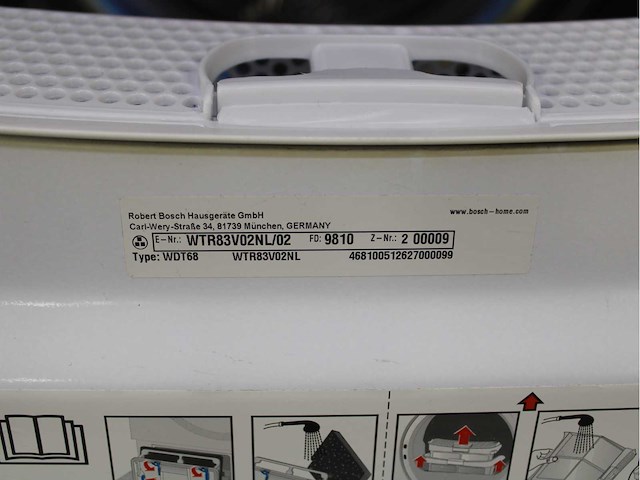 Robert Bosch Hausgeräte GmbH
www.bosch-home.com
Carl-Wery-Straße 34, 81739 München, GERMANY
E-Nr.: WTR83V02NL/02 FD: 9810 Z-Nr.: 2 00009
Type: WDT68 WTR83V02NL 468100512627000099